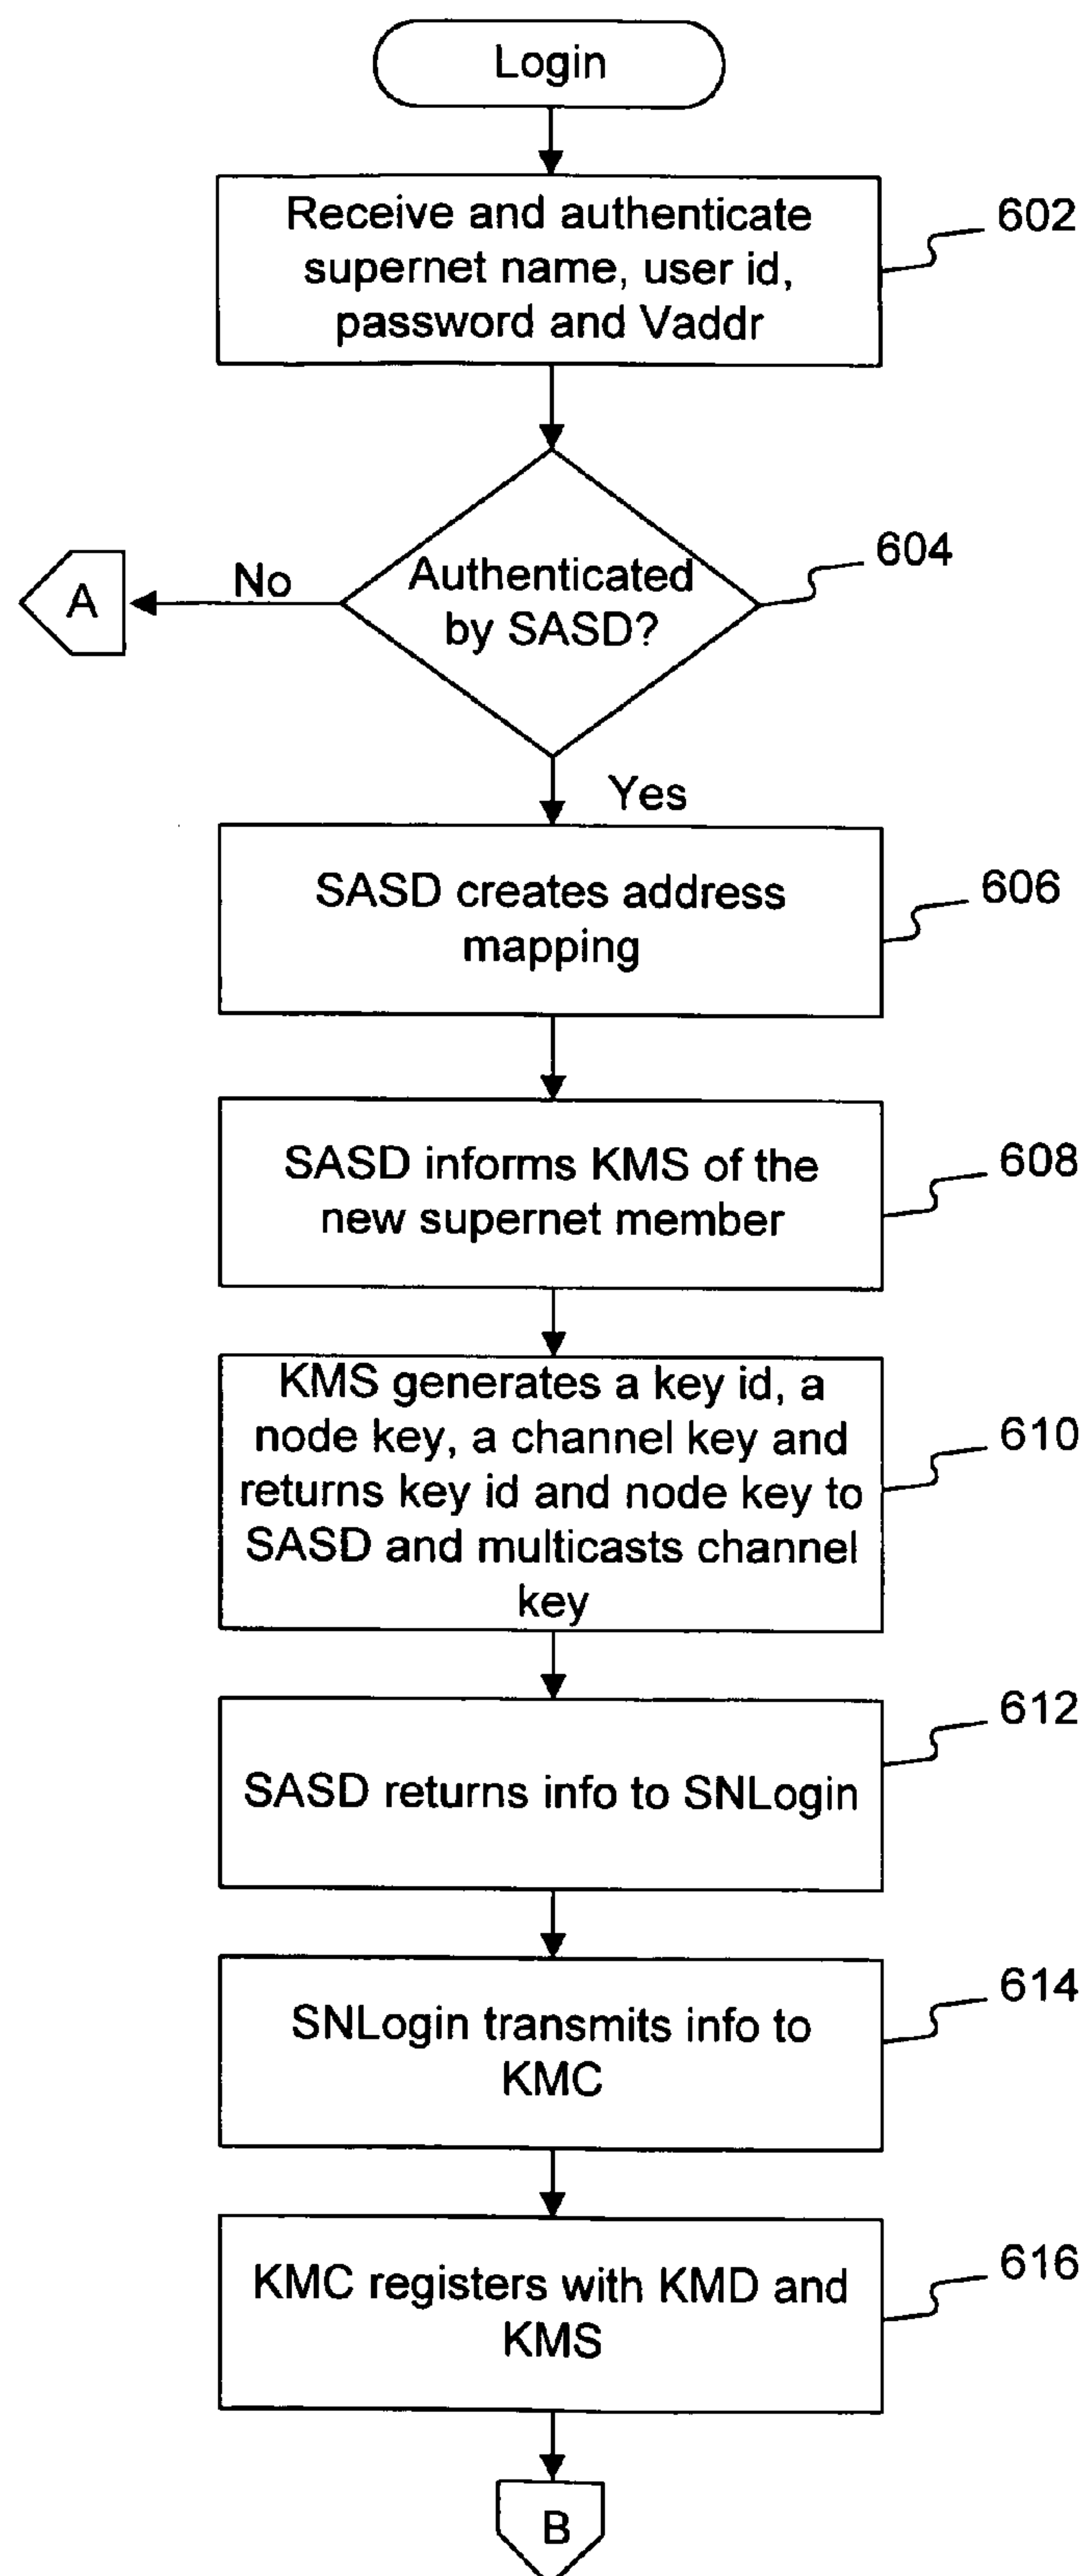 Login
Receive and authenticate
supernet name, user id,
password and Vaddr
602
Authenticated
by SASD?
604
No
A
Yes
SASD creates address
mapping
606
SASD informs KMS of the
new supernet member
608
KMS generates a key id, a
node key, a channel key and
returns key id and node key to
SASD and multicasts channel
key
610
SASD returns info to SNLogin
612
SNLogin transmits info to
KMC
614
KMC registers with KMD and
KMS
616
B